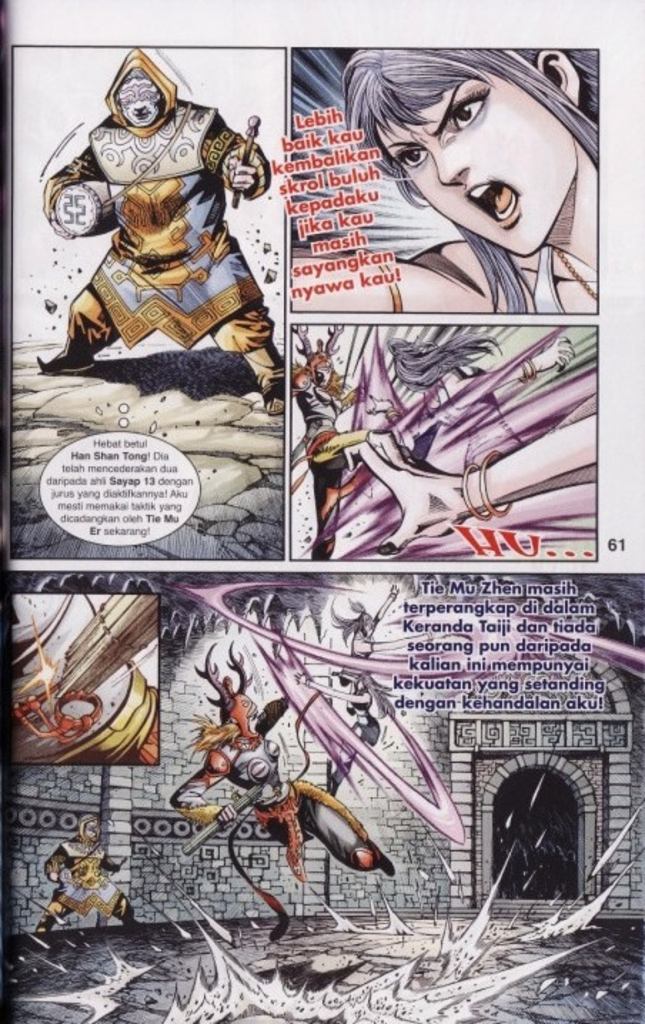 Lebih
baik kau
kembalikan
skrol buluh
kepadaku
jika kau
masih
sayangkan
nyawa kau!
Hebat betul
Han Shan Tong! Dia
telah mencederakan dua
daripada ahli Sayap 13 dengan
jurus yang diaktifkannya! Aku
mesti memakai taktik yang
dicadangkan oleh Tie Mu
Er sekarang!
HU...
61
Tie Mu Zhen masih
terperangkap di dalam
Keranda Taiji dan tiada
seorang pun daripada
kalian ini mempunyai
kekuatan yang setanding
dengan kehandalan aku!